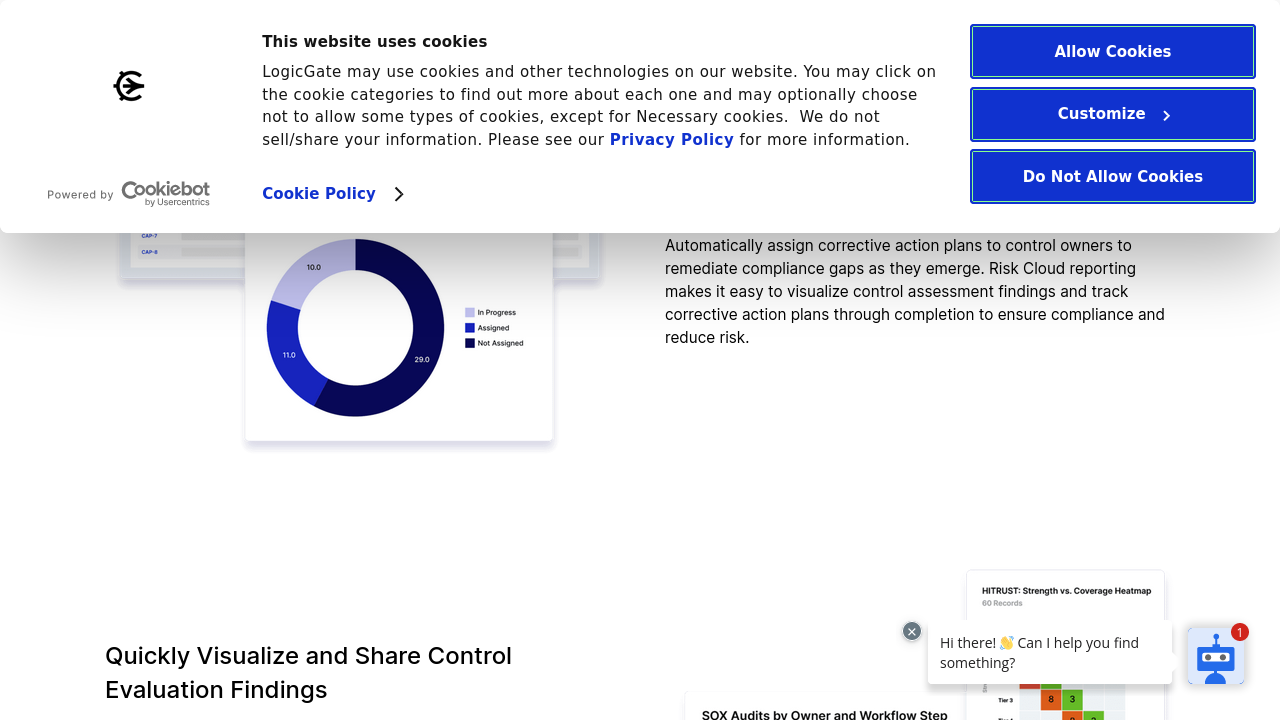 This website uses cookies
LogicGate may use cookies and other technologies on our website. You may click on
the cookie categories to find out more about each one and may optionally choose
not to allow some types of cookies, except for Necessary cookies.  We do not
sell/share your information. Please see our Privacy Policy for more information.
Cookie Policy
Powered by Cookiebot
by Usercentrics
Allow Cookies
Customize
Do Not Allow Cookies
CAP-7
CAP-8
10.0
11.0
29.0
In Progress
Assigned
Not Assigned
Automatically assign corrective action plans to control owners to
remediate compliance gaps as they emerge. Risk Cloud reporting
makes it easy to visualize control assessment findings and track
corrective action plans through completion to ensure compliance and
reduce risk.
Quickly Visualize and Share Control
Evaluation Findings
HITRUST: Strength vs. Coverage Heatmap
60 Records
Hi there! 👋 Can I help you find
something?
1
Tier 3
8 3
SOX Audits by Owner and Workflow Step